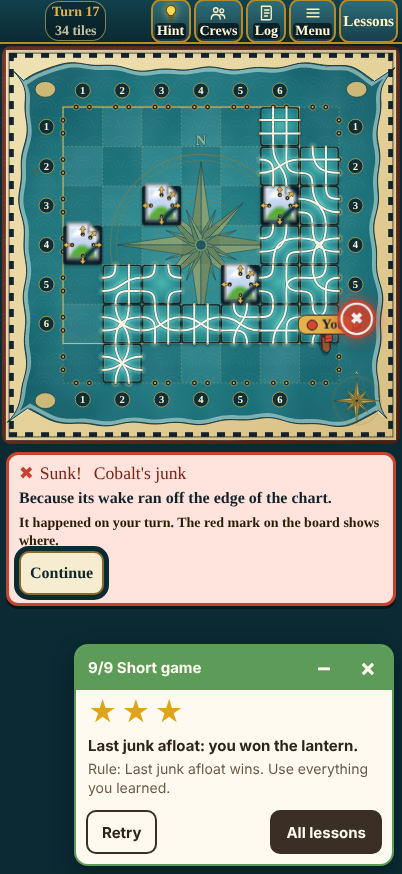 Turn 17
34 tiles
Hint
Crews
Log
Menu
Lessons
1 2 3 4 5 6
N
1 1
2 2
3 3
4 4
5 5
6
1 2 3 4 5 6
✖ Sunk! Cobalt's junk
Because its wake ran off the edge of the chart.
It happened on your turn. The red mark on the board shows
where.
Continue
9/9 Short game
Last junk afloat: you won the lantern.
Rule: Last junk afloat wins. Use everything
you learned.
Retry
All lessons